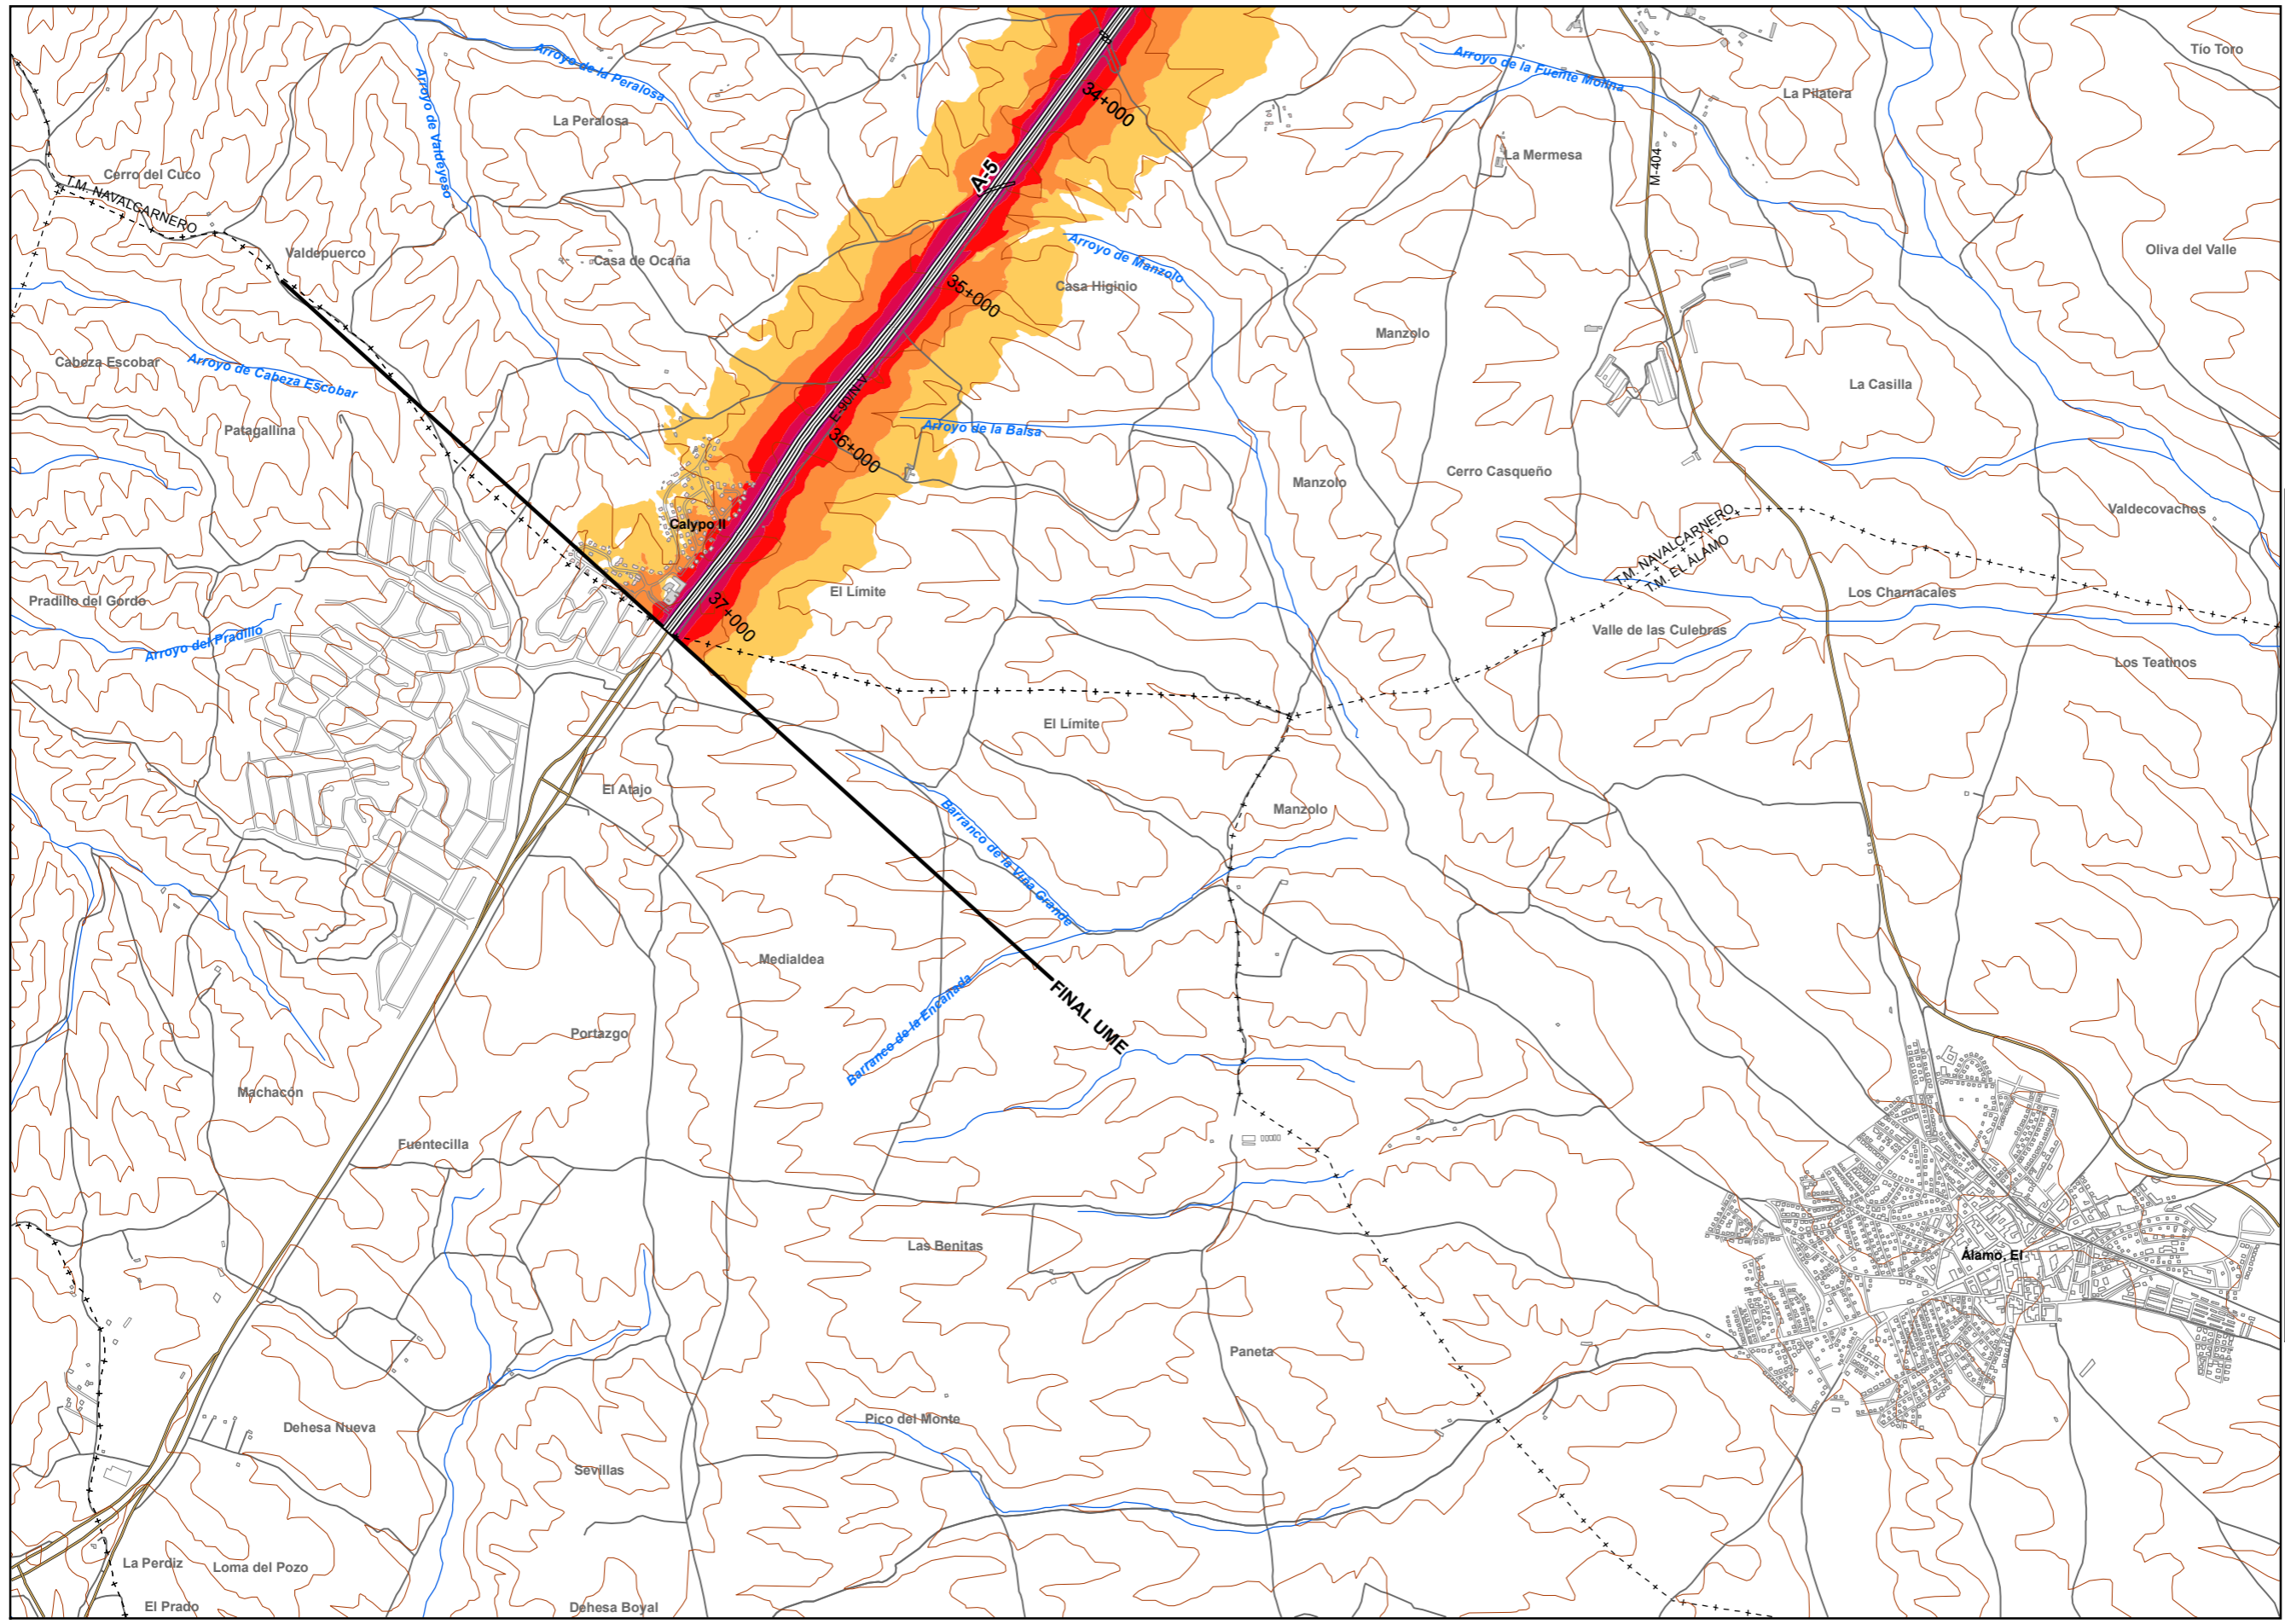 Tío Toro
Arroyo de la Peralosa
Arroyo de la Fuente Molina
Arroyo de Valdeyeso
34+000
La Pilatera
La Peralosa
La Mermesa
M-404
Cerro del Cuco
A-5
T.M. NAVALCARNERO
Valdepuerco
Casa de Ocaña
Arroyo de Manzolo
Oliva del Valle
Casa Higinio
35+000
Manzolo
Cabeza Escobar
Arroyo de Cabeza Escobar
La Casilla
E-90/N-V
Patagallina
Arroyo de la Balsa
36+000
Cerro Casqueño
Manzolo
Valdecovachos
Calypo II
T.M. NAVALCARNERO
T.M. EL ÁLAMO
El Límite
Los Charnacales
Pradillo del Gordo
37+000
Valle de las Culebras
Arroyo del Pradillo
Los Teatinos
El Límite
El Atajo
Manzolo
Barranco de la Viña Grande
Medialdea
Barranco de la Encañada
FINAL UME
Portazgo
Machacón
Fuentecilla
Las Benitas
Álamo, El
Paneta
Pico del Monte
Dehesa Nueva
Sevillas
La Perdiz
Loma del Pozo
El Prado
Dehesa Boyal